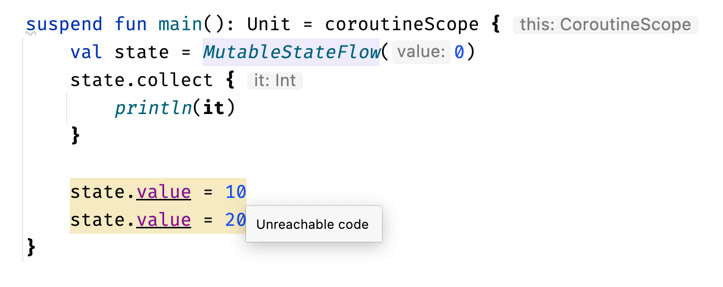 suspend fun main(): Unit = coroutineScope { this: CoroutineScope
    val state = MutableStateFlow( value: 0)
    state.collect { it: Int
        println(it)
    }

    state.value = 10
    state.value = 20
Unreachable code
}